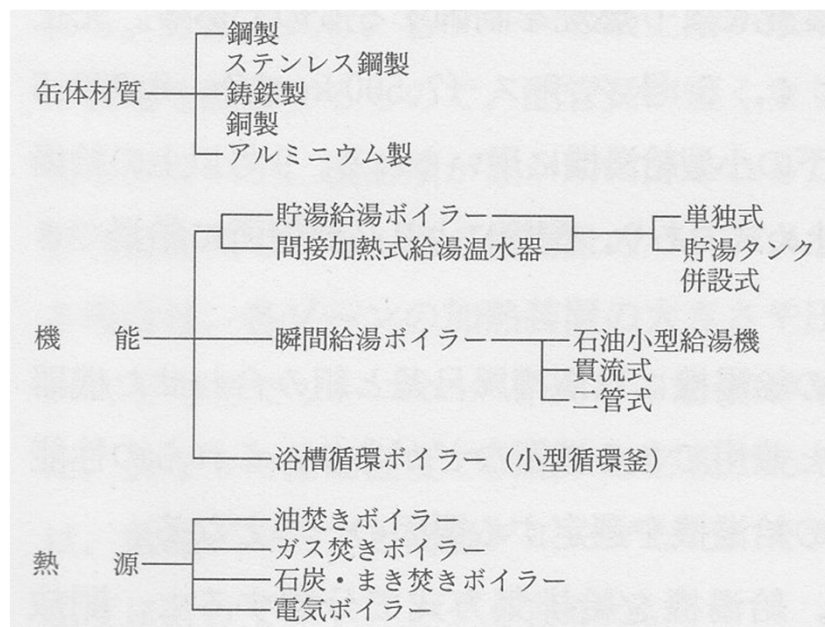 鋼製
ステンレス鋼製
缶体材質 鋳鉄製
銅製
アルミニウム製
貯湯給湯ボイラー 単独式
間接加熱式給湯温水器 貯湯タンク
併設式
機 能 瞬間給湯ボイラー 石油小型給湯機
貫流式
二管式
浴槽循環ボイラー（小型循環釜）
油焚きボイラー
ガス焚きボイラー
熱 源
石炭・まき焚きボイラー
電気ボイラー